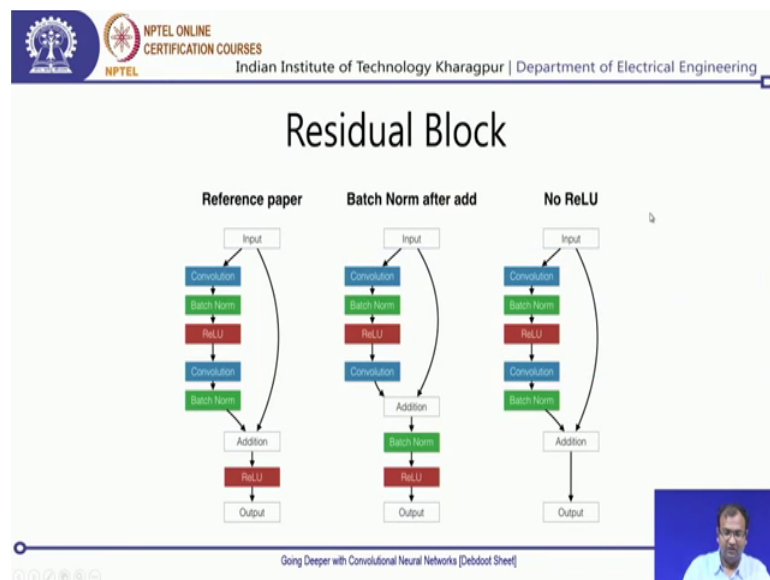 NPTEL ONLINE
CERTIFICATION COURSES
NPTEL
Indian Institute of Technology Kharagpur | Department of Electrical Engineering
Residual Block
Reference paper
Input
Convolution
Batch Norm
ReLU
Convolution
Batch Norm
Addition
ReLU
Output
Batch Norm after add
Input
Convolution
Batch Norm
ReLU
Convolution
Addition
Batch Norm
ReLU
Output
No ReLU
Input
Convolution
Batch Norm
ReLU
Convolution
Batch Norm
Addition
Output
Going Deeper with Convolutional Neural Networks [Debdoot Sheet]